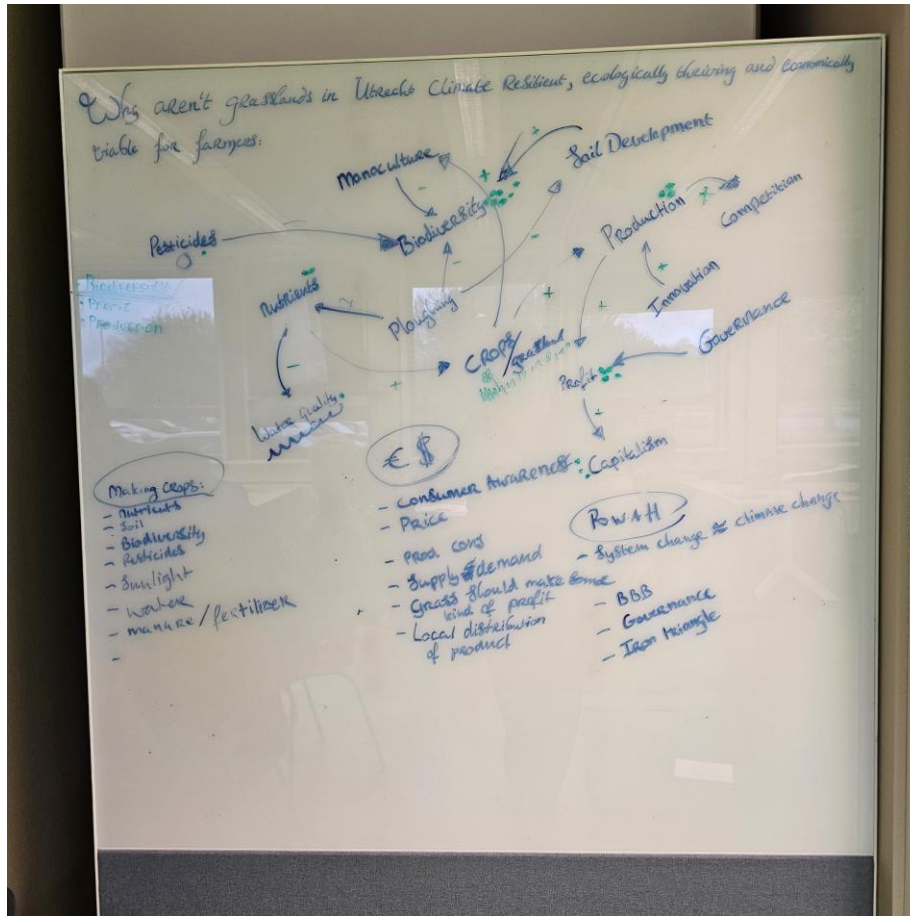 Why aren't grasslands in Utrecht Climate Resilient, ecologically thriving and economically
viable for farmers:
Soil Development
Monoculture
+
+
-
Biodiversity
Production
+
Competition
Pesticides
-
-
-
• Biodiversity
• Profit
• Production
Nutrients
~
Ploughing
+
+
+
Innovation
Governance
CROPS/grassland
-
+
Profit
Water Quality
+
Capitalism
Making CROPS:
- nutrients
- Soil
- Biodiversity
- Pesticides
- Sunlight
- water
- manure/fertilizer
-
€ $
- Consumer Awareness
- PRICE
- PROD CONS
- Supply demand
- Grass Should make some
kind of profit
- Local distribution
of product
POWAH
- System change ≈ climate change
- BBB
- Governance
- Iron triangle